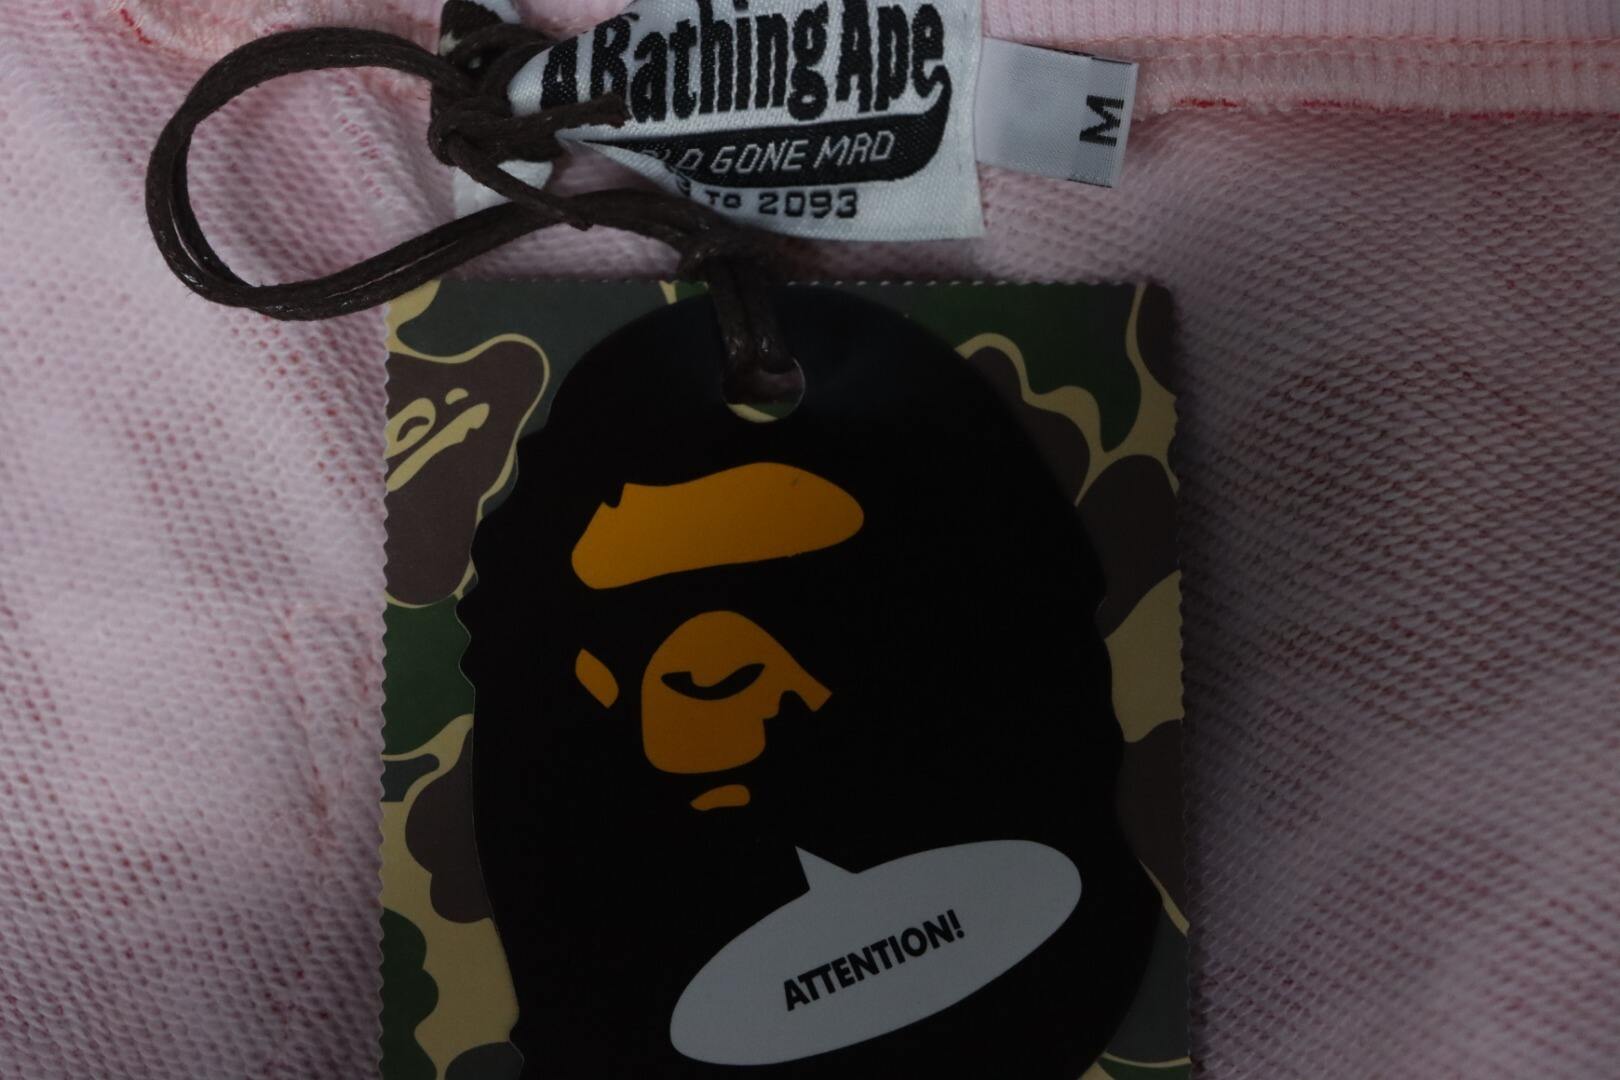 A Bathing Ape
GONE MAD
TO 2093
M
ATTENTION!